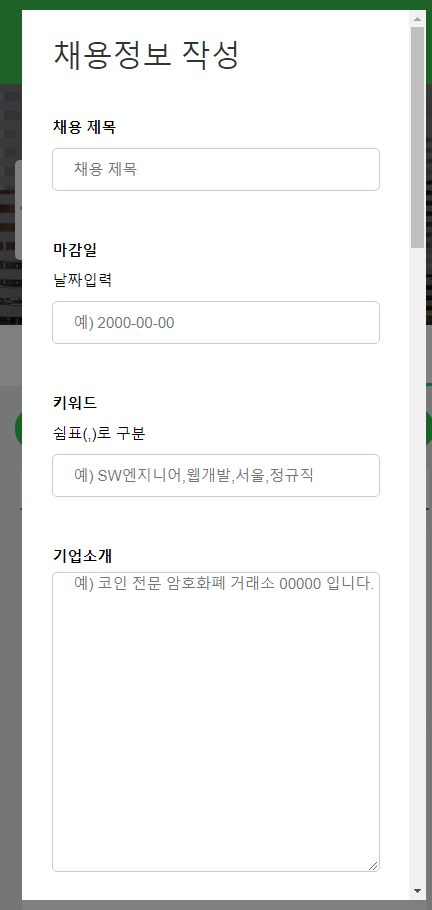 채용정보 작성
채용 제목
채용 제목
마감일
날짜입력
예) 2000-00-00
키워드
쉼표(,)로 구분
예) SW엔지니어,웹개발,서울,정규직
기업소개
예) 코인 전문 암호화폐 거래소 00000 입니다.